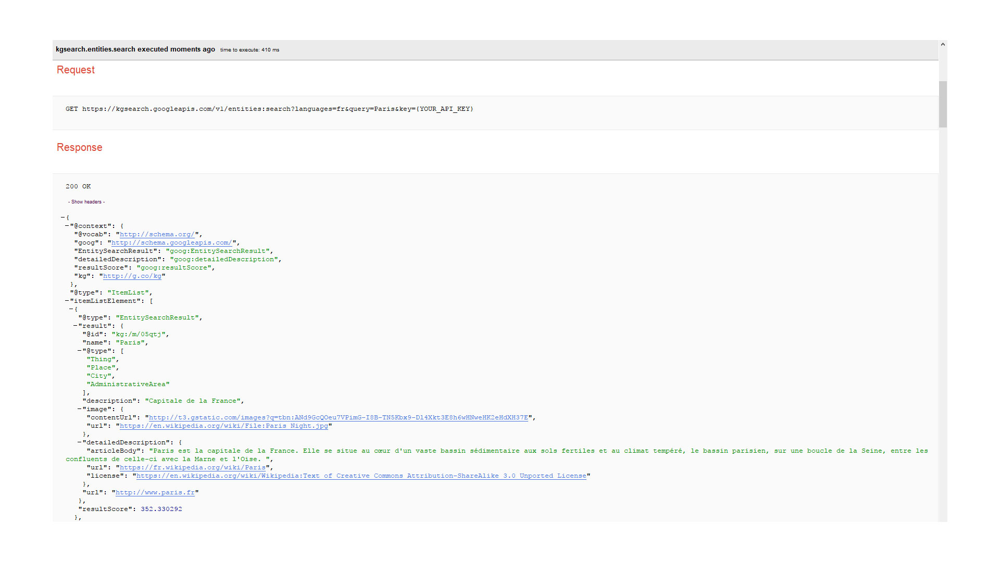 kgsearch.entities.search executed moments ago time to execute: 410 ms
Request
GET https://kgsearch.googleapis.com/v1/entities:search?languages=fr&query=Paris&key={YOUR_API_KEY}
Response
200 OK
- Show headers -
−{
−"@context": {
"@vocab": "http://schema.org/",
"goog": "http://schema.googleapis.com/",
"EntitySearchResult": "goog:EntitySearchResult",
"detailedDescription": "goog:detailedDescription",
"resultScore": "goog:resultScore",
"kg": "http://g.co/kg"
},
"@type": "ItemList",
−"itemListElement": [
−{
"@type": "EntitySearchResult",
−"result": {
"@id": "kg:/m/05qtj",
"name": "Paris",
−"@type": [
"Thing",
"Place",
"City",
"AdministrativeArea"
],
"description": "Capitale de la France",
−"image": {
"contentUrl": "http://t3.gstatic.com/images?q=tbn:ANd9GcQOeu7VPimG-I8B-TN5Kbx9-Dl4Xkt3E8h6wHNweHK2eHdXH37E",
"url": "https://en.wikipedia.org/wiki/File:Paris_Night.jpg"
},
−"detailedDescription": {
"articleBody": "Paris est la capitale de la France. Elle se situe au cœur d'un vaste bassin sédimentaire aux sols fertiles et au climat tempéré, le bassin parisien, sur une boucle de la Seine, entre les
confluents de celle-ci avec la Marne et l'Oise. ",
"url": "https://fr.wikipedia.org/wiki/Paris",
"license": "https://en.wikipedia.org/wiki/Wikipedia:Text_of_Creative_Commons_Attribution-ShareAlike_3.0_Unported_License"
},
"url": "http://www.paris.fr"
},
"resultScore": 352.330292
},